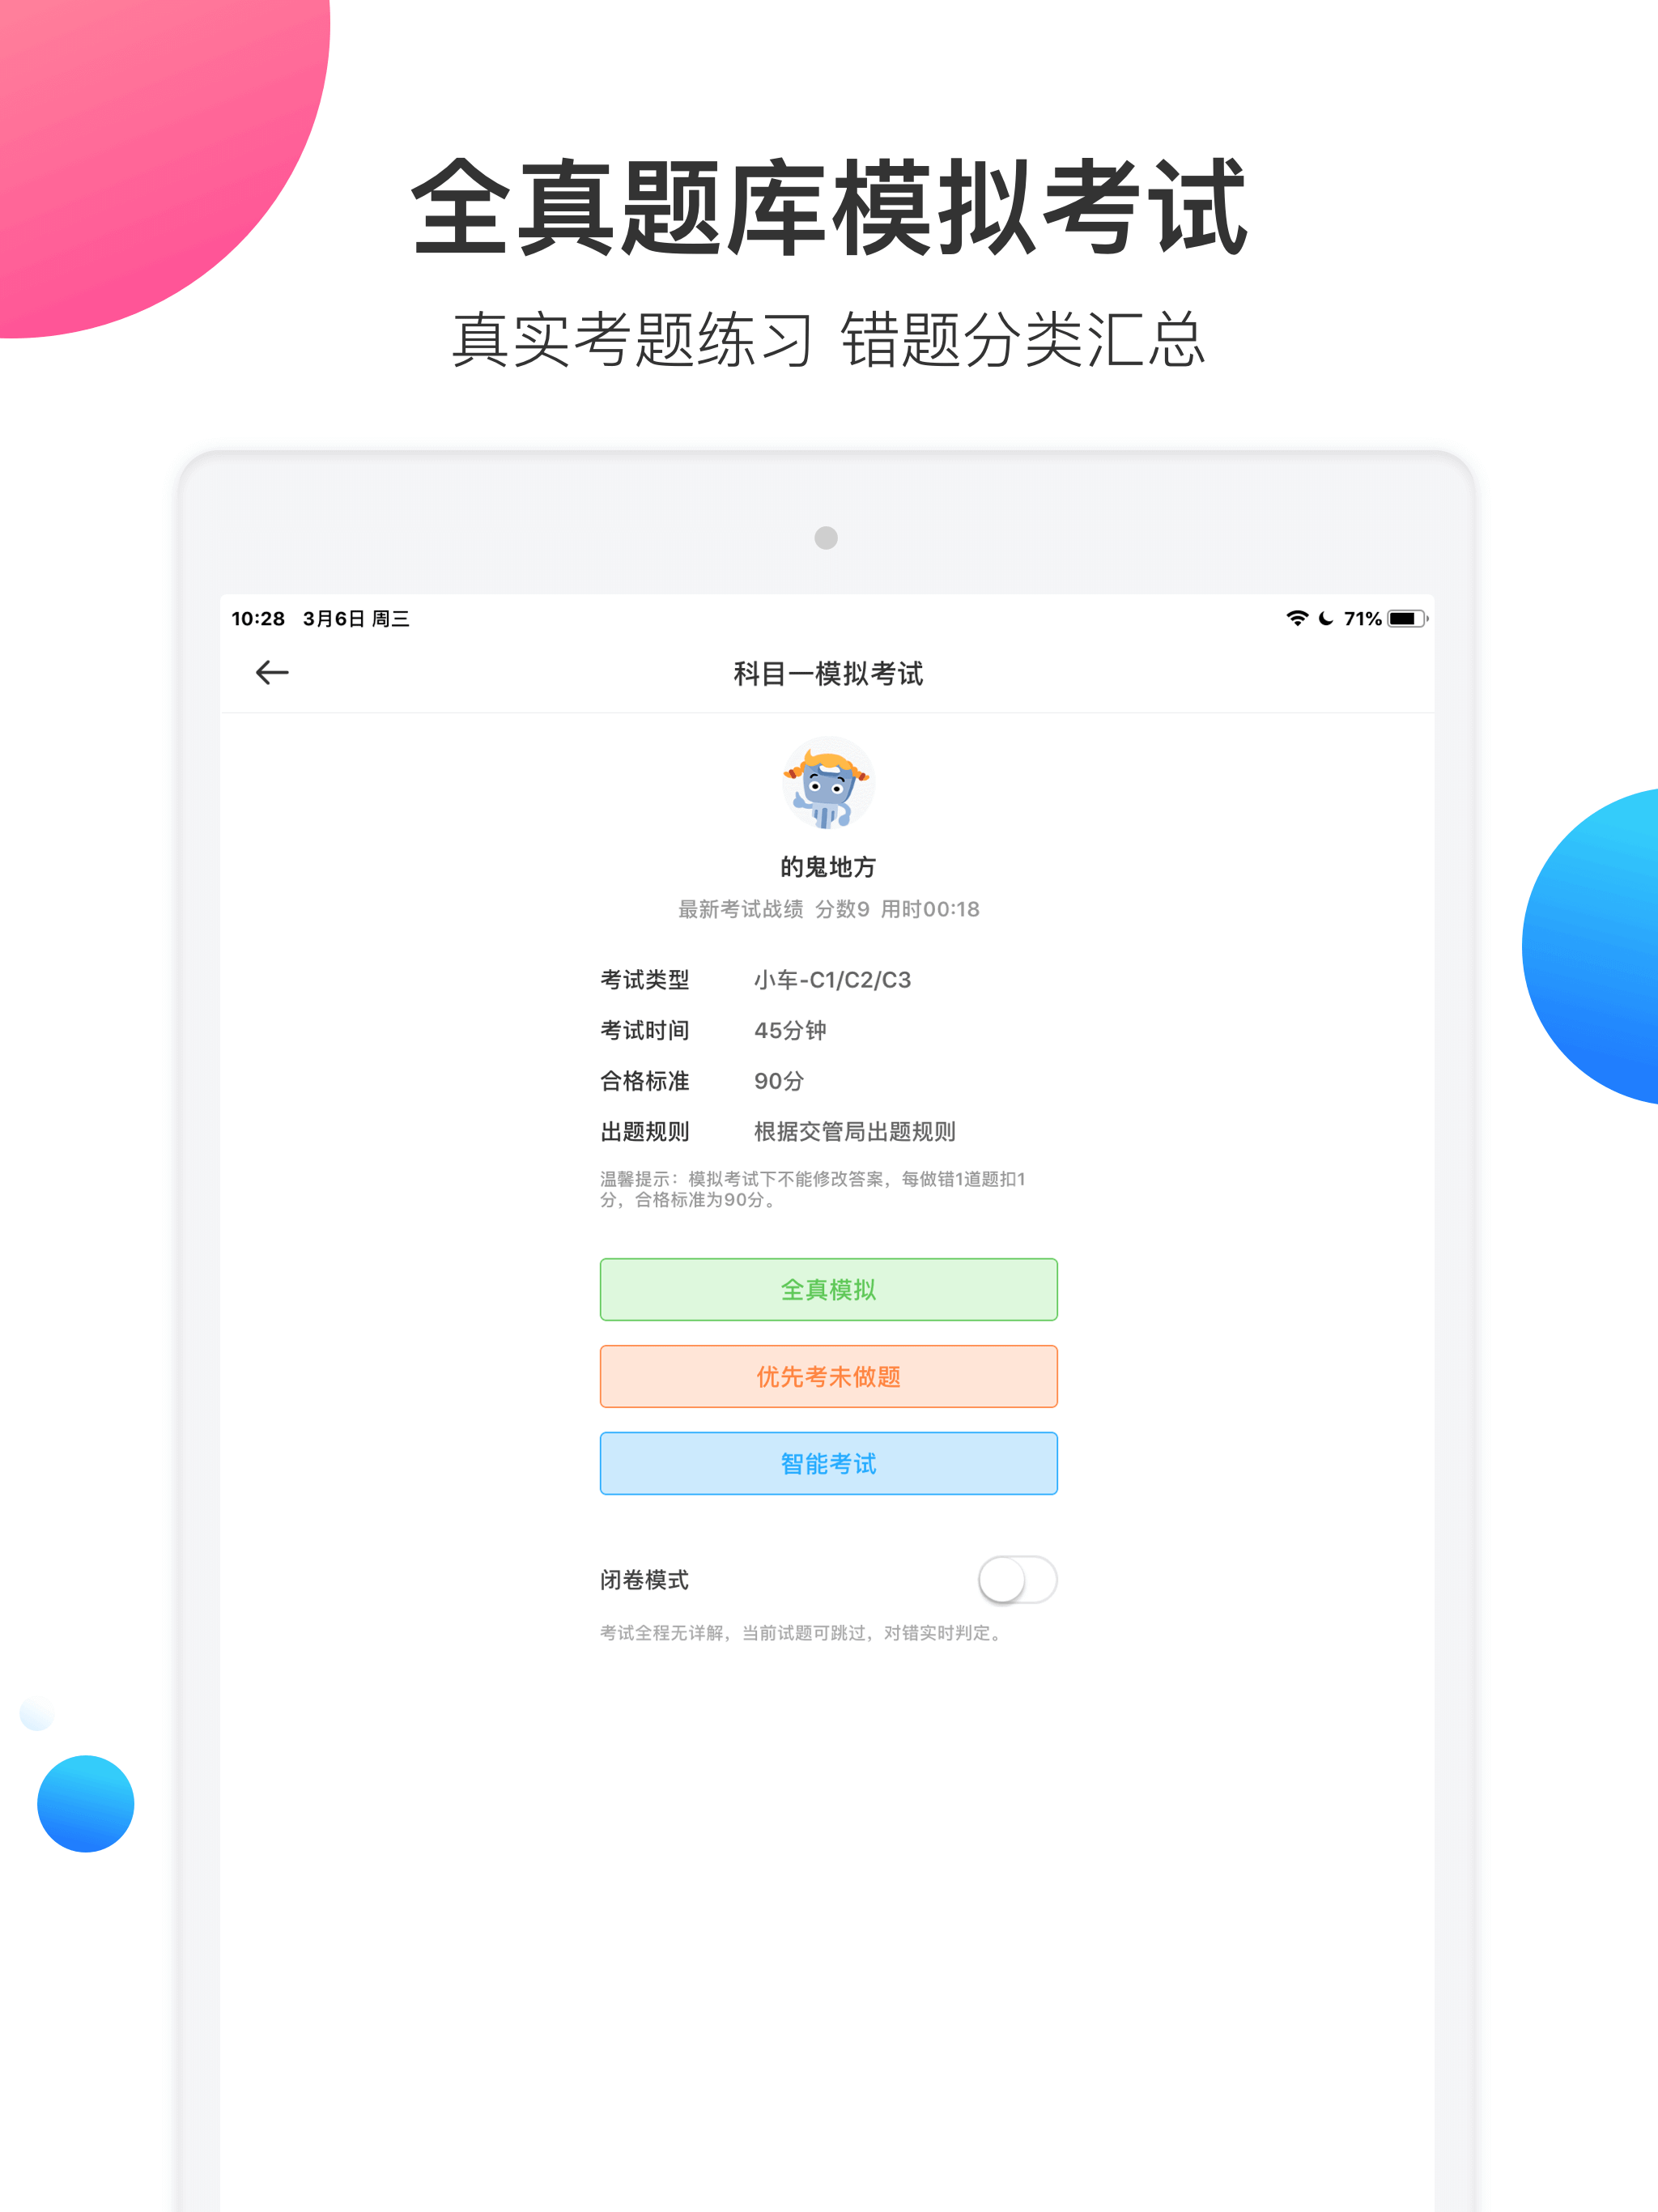 全真题库模拟考试
真实考题练习 错题分类汇总
10:28 3月6日 周三 71%
科目一模拟考试
的鬼地方
最新考试战绩 分数9 用时00:18
考试类型 小车-C1/C2/C3
考试时间 45分钟
合格标准 90分
出题规则 根据交管局出题规则
温馨提示：模拟考试下不能修改答案，每做错1道题扣1
分，合格标准为90分。
全真模拟
优先考未做题
智能考试
闭卷模式
考试全程无详解，当前试题可跳过，对错实时判定。